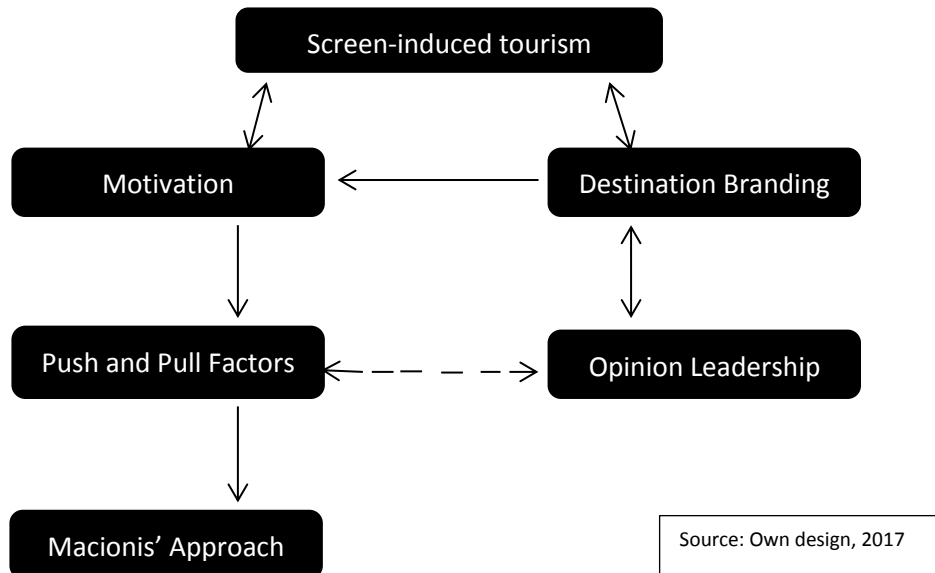 Screen-induced tourism
Motivation
Destination Branding
Push and Pull Factors
Opinion Leadership
Macionis’ Approach
Source: Own design, 2017